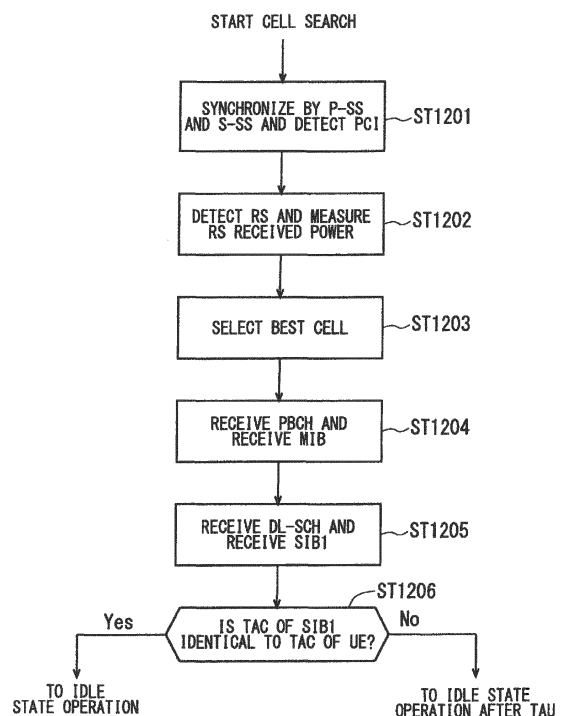 START CELL SEARCH
SYNCHRONIZE BY P-SS
AND S-SS AND DETECT PCI
ST1201
DETECT RS AND MEASURE
RS RECEIVED POWER
ST1202
SELECT BEST CELL
ST1203
RECEIVE PBCH AND
RECEIVE MIB
ST1204
RECEIVE DL-SCH AND
RECEIVE SIB1
ST1205
ST1206
IS TAC OF SIB1
IDENTICAL TO TAC OF UE?
Yes
No
TO IDLE
STATE OPERATION
TO IDLE STATE
OPERATION AFTER TAU